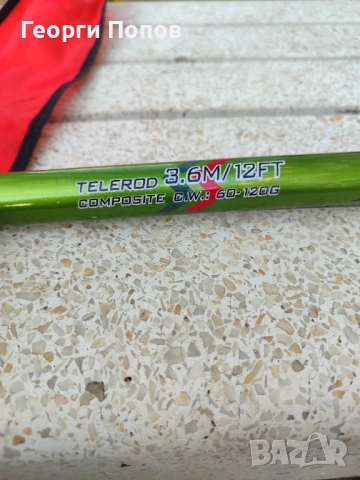 Георги Попов
TELEROD 3.6M/12FT
COMPOSITE C.W.: 60-120G
BAZAR